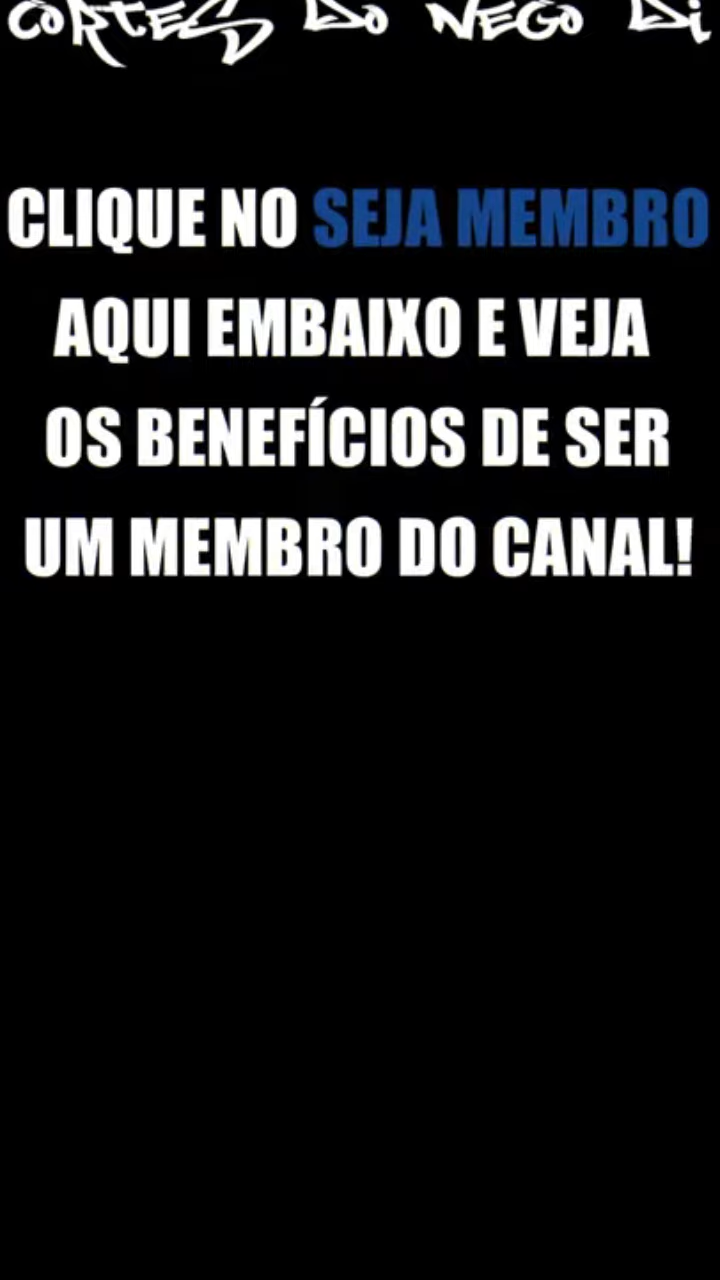 CORTES DO NEGO Di
CLIQUE NO SEJA MEMBRO
AQUI EMBAIXO E VEJA
OS BENEFÍCIOS DE SER
UM MEMBRO DO CANAL!